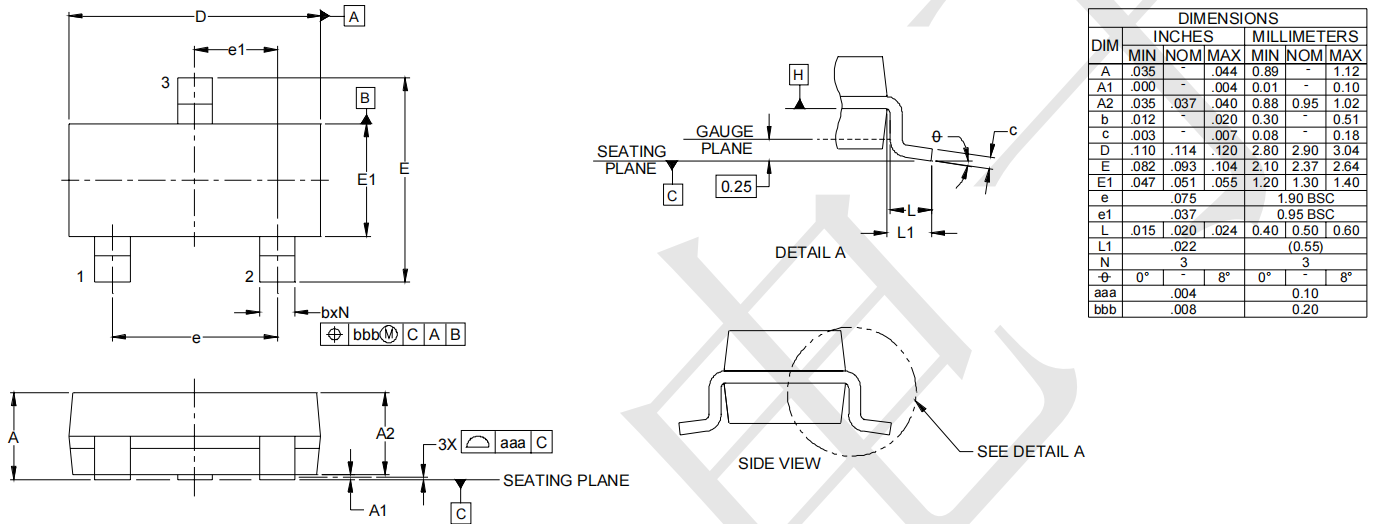 D
A
e1
3
B
E1
E
1
2
bxN
⌖ bbbⓂ C A B
e
A
A2
3X ⌓ aaa C
SEATING PLANE
A1
C
H
GAUGE
PLANE
SEATING
PLANE
C
0.25
θ
c
L
L1
DETAIL A
SIDE VIEW
SEE DETAIL A
DIMENSIONS
DIM INCHES MILLIMETERS
MIN NOM MAX MIN NOM MAX
A .035 - .044 0.89 - 1.12
A1 .000 - .004 0.01 - 0.10
A2 .035 .037 .040 0.88 0.95 1.02
b .012 - .020 0.30 - 0.51
c .003 - .007 0.08 - 0.18
D .110 .114 .120 2.80 2.90 3.04
E .082 .093 .104 2.10 2.37 2.64
E1 .047 .051 .055 1.20 1.30 1.40
e .075 1.90 BSC
e1 .037 0.95 BSC
L .015 .020 .024 0.40 0.50 0.60
L1 .022 (0.55)
N 3 3
θ 0° - 8° 0° - 8°
aaa .004 0.10
bbb .008 0.20